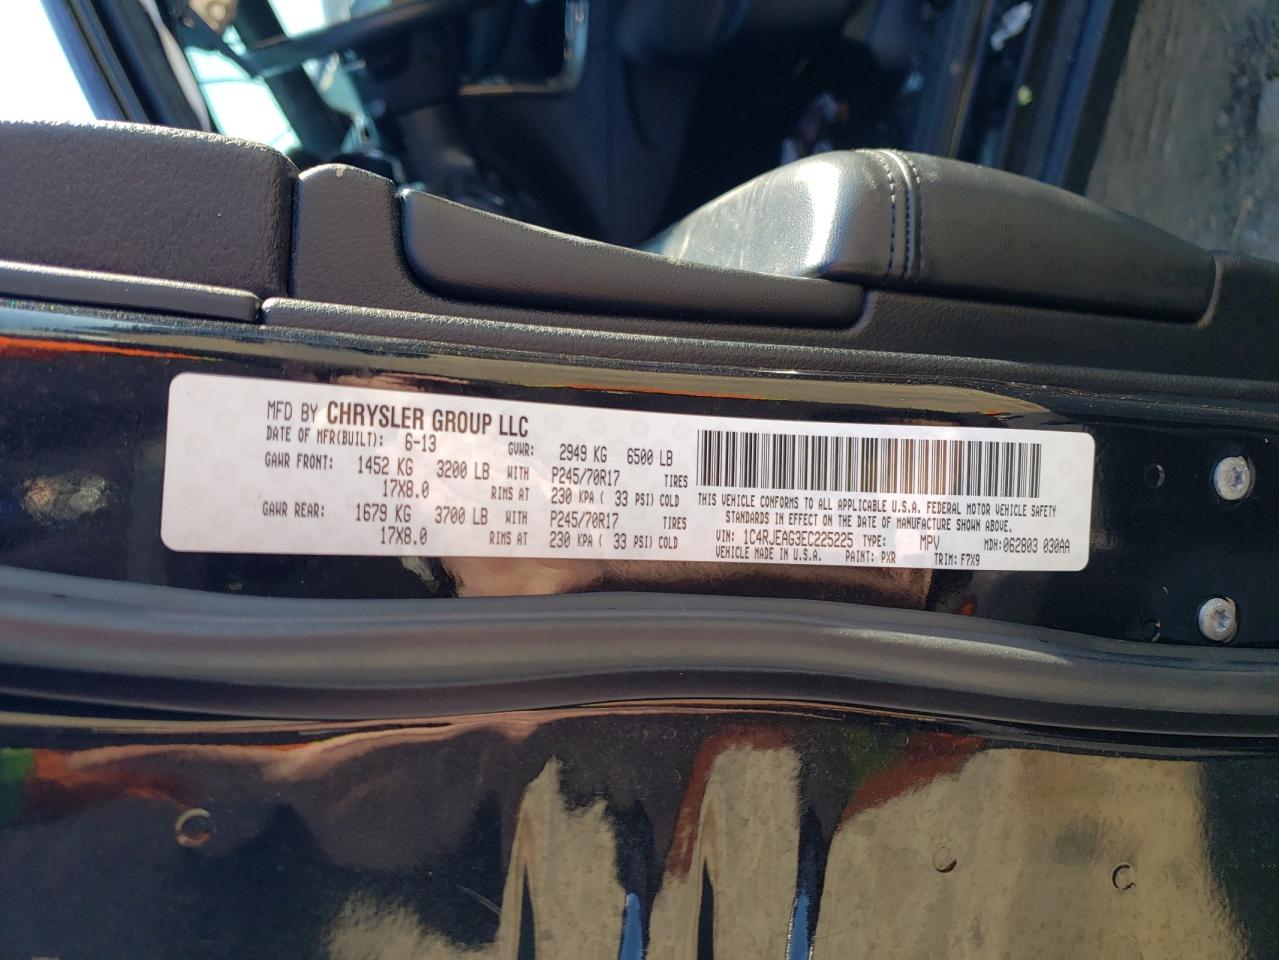 MFD BY CHRYSLER GROUP LLC
DATE OF MFR(BUILT): 6-13 GVWR: 2949 KG 6500 LB
GAWR FRONT: 1452 KG 3200 LB WITH P245/70R17 TIRES
17X8.0 RIMS AT 230 KPA ( 33 PSI) COLD
GAWR REAR: 1679 KG 3700 LB WITH P245/70R17 TIRES
17X8.0 RIMS AT 230 KPA ( 33 PSI) COLD
THIS VEHICLE CONFORMS TO ALL APPLICABLE U.S.A. FEDERAL MOTOR VEHICLE SAFETY
STANDARDS IN EFFECT ON THE DATE OF MANUFACTURE SHOWN ABOVE.
VIN: 1C4RJEAG3EC225225 TYPE: MPV MDH:062803 030AA
VEHICLE MADE IN U.S.A. PAINT: PXR TRIM:F7X9